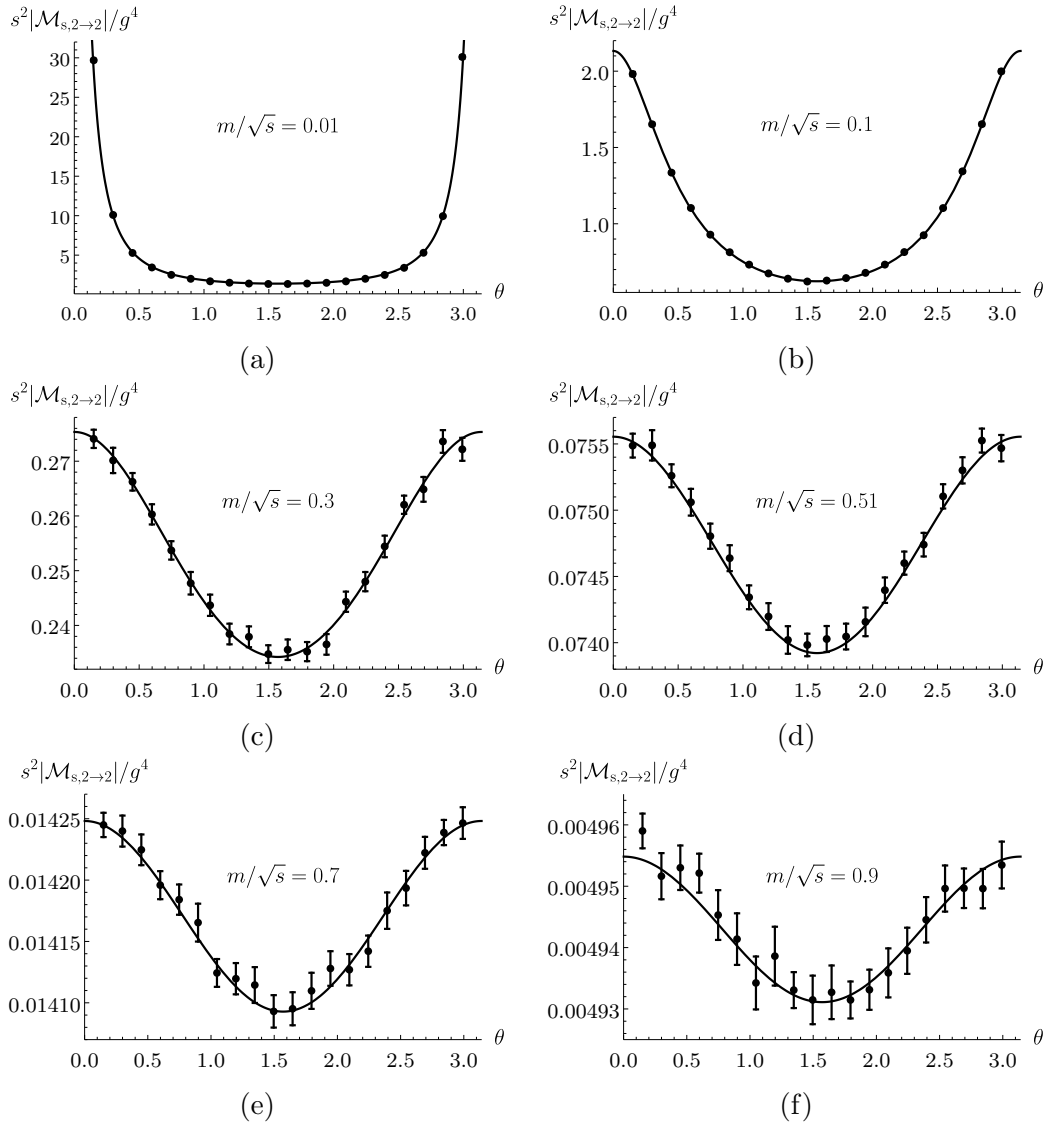 s²|ℳs,2→2|/g⁴
30
25
20
15
10
5
m/√s = 0.01
0.0 0.5 1.0 1.5 2.0 2.5 3.0 θ
(a)
s²|ℳs,2→2|/g⁴
2.0
1.5
1.0
m/√s = 0.1
0.0 0.5 1.0 1.5 2.0 2.5 3.0 θ
(b)
s²|ℳs,2→2|/g⁴
0.27
0.26
0.25
0.24
m/√s = 0.3
0.0 0.5 1.0 1.5 2.0 2.5 3.0 θ
(c)
s²|ℳs,2→2|/g⁴
0.0755
0.0750
0.0745
0.0740
m/√s = 0.51
0.0 0.5 1.0 1.5 2.0 2.5 3.0 θ
(d)
s²|ℳs,2→2|/g⁴
0.01425
0.01420
0.01415
0.01410
m/√s = 0.7
0.0 0.5 1.0 1.5 2.0 2.5 3.0 θ
(e)
s²|ℳs,2→2|/g⁴
0.00496
0.00495
0.00494
0.00493
m/√s = 0.9
0.0 0.5 1.0 1.5 2.0 2.5 3.0 θ
(f)